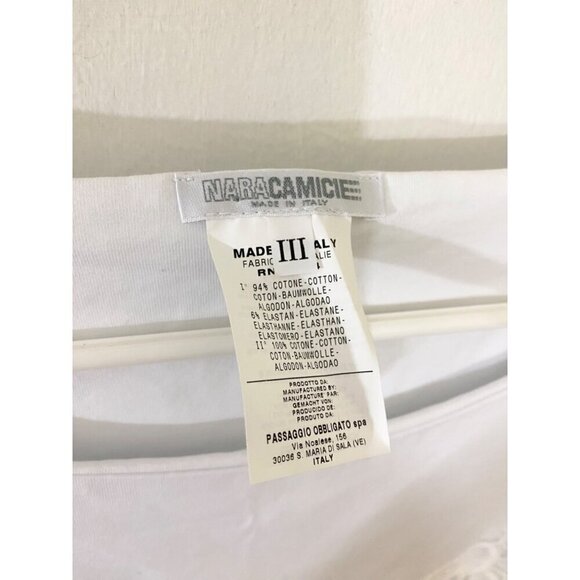 NARACAMICIE
MADE IN ITALY
III
MADE ALY
FABRIC ALIE
RN
I° 94% COTONE-COTTON-
COTON-BAUMWOLLE-
ALGODON-ALGODAO
6% ELASTAN-ELASTANE-
ELASTHANNE-ELASTHAN-
ELASTOMERO-ELASTANO
II° 100% COTONE-COTTON-
COTON-BAUMWOLLE-
ALGODON-ALGODAO
PRODOTTO DA:
MANUFACTURED BY:
MANUFACTURE PAR:
GEMACHT VON:
PRODUCIDO DE:
PRODUTO DE:
PASSAGGIO OBBLIGATO spa
Via Noalese, 156
30036 S. MARIA DI SALA (VE)
ITALY